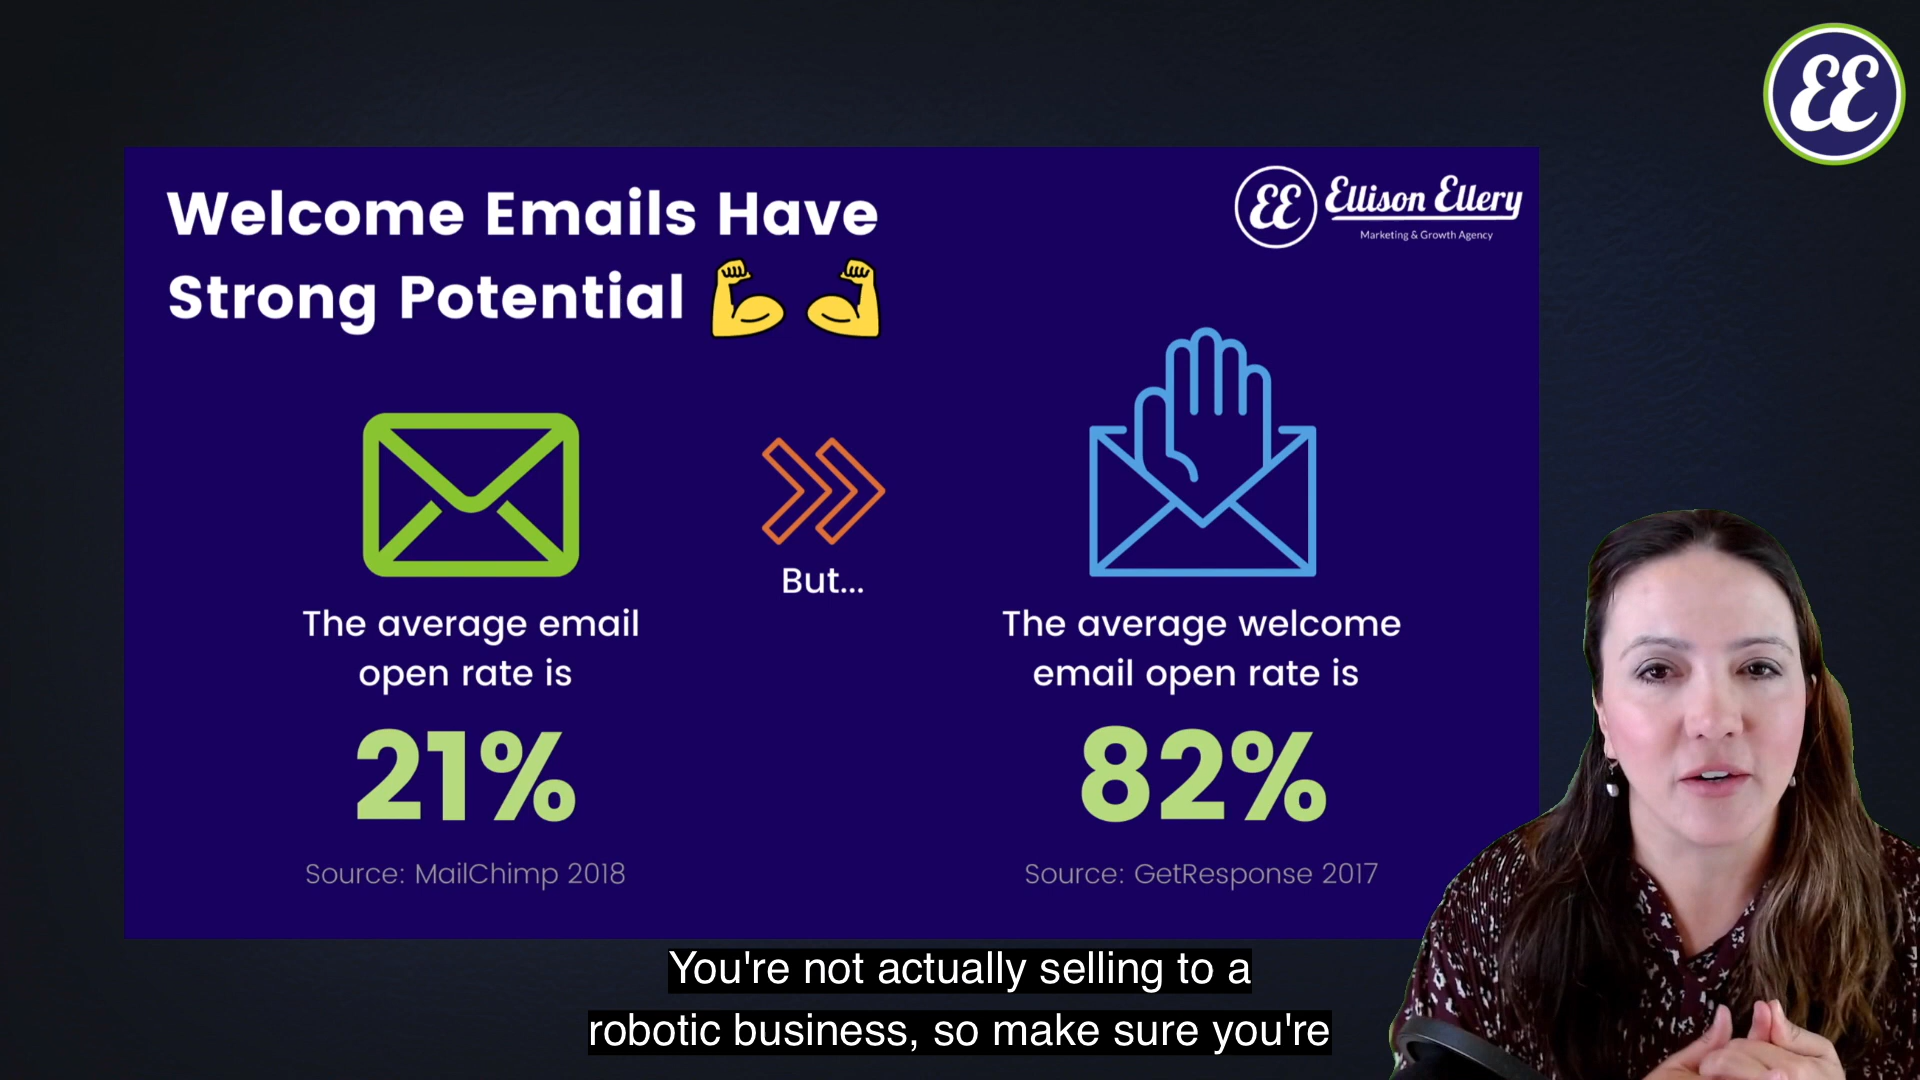 EE
Welcome Emails Have
Strong Potential
EE Ellison Ellery
Marketing & Growth Agency
But...
The average email
open rate is
21%
Source: MailChimp 2018
The average welcome
email open rate is
82%
Source: GetResponse 2017
You're not actually selling to a
robotic business, so make sure you're